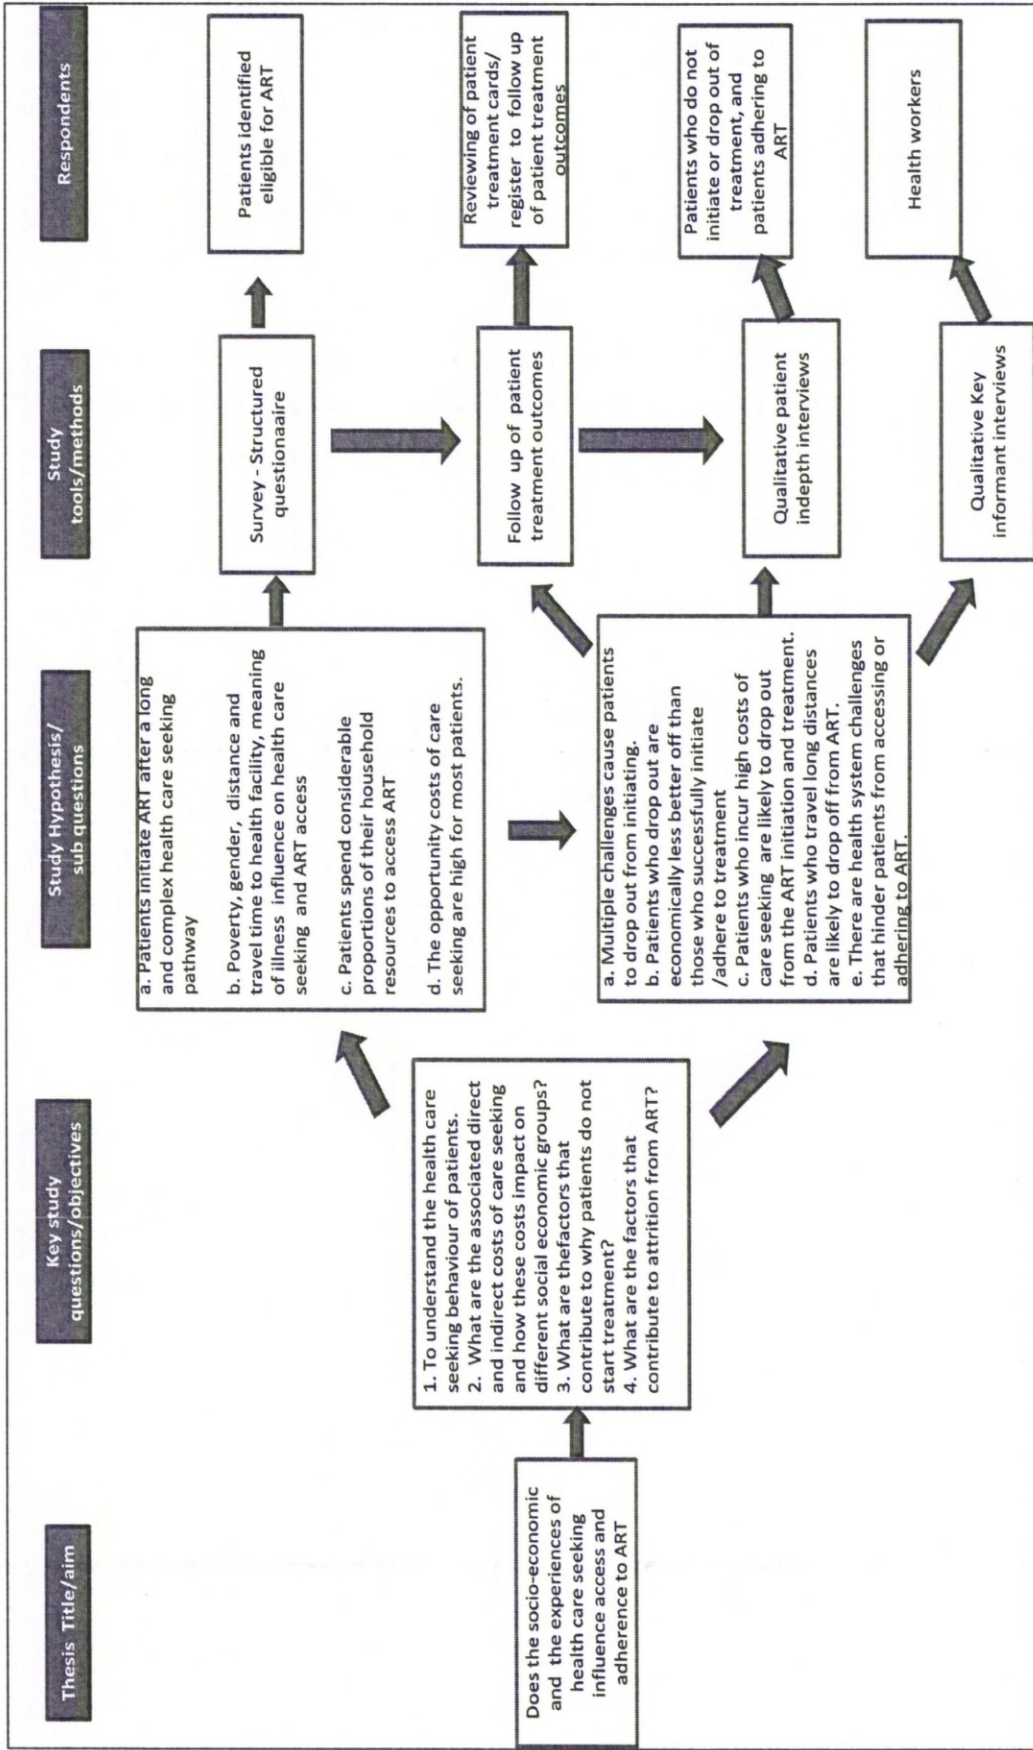 Thesis Title/aim
Key study
questions/objectives
Study Hypothesis/
sub questions
Study
tools/methods
Respondents
Does the socio-economic
and the experiences of
health care seeking
influence access and
adherence to ART
1. To understand the health care
seeking behaviour of patients.
2. What are the associated direct
and indirect costs of care seeking
and how these costs impact on
different social economic groups?
3. What are thefactors that
contribute to why patients do not
start treatment?
4. What are the factors that
contribute to attrition from ART?
a. Patients initiate ART after a long
and complex health care seeking
pathway
b. Poverty, gender, distance and
travel time to health facility, meaning
of illness influence on health care
seeking and ART access
c. Patients spend considerable
proportions of their household
resources to access ART
d. The opportunity costs of care
seeking are high for most patients.
a. Multiple challenges cause patients
to drop out from initiating.
b. Patients who drop out are
economically less better off than
those who successfully initiate
/adhere to treatment
c. Patients who incur high costs of
care seeking are likely to drop out
from the ART initiation and treatment.
d. Patients who travel long distances
are likely to drop off from ART.
e. There are health system challenges
that hinder patients from accessing or
adhering to ART.
Survey - Structured
questionaaire
Follow up of patient
treatment outcomes
Qualitative patient
indepth interviews
Qualitative Key
informant interviews
Patients identified
eligible for ART
Reviewing of patient
treatment cards/
register to follow up
of patient treatment
outcomes
Patients who do not
initiate or drop out of
treatment, and
patients adhering to
ART
Health workers